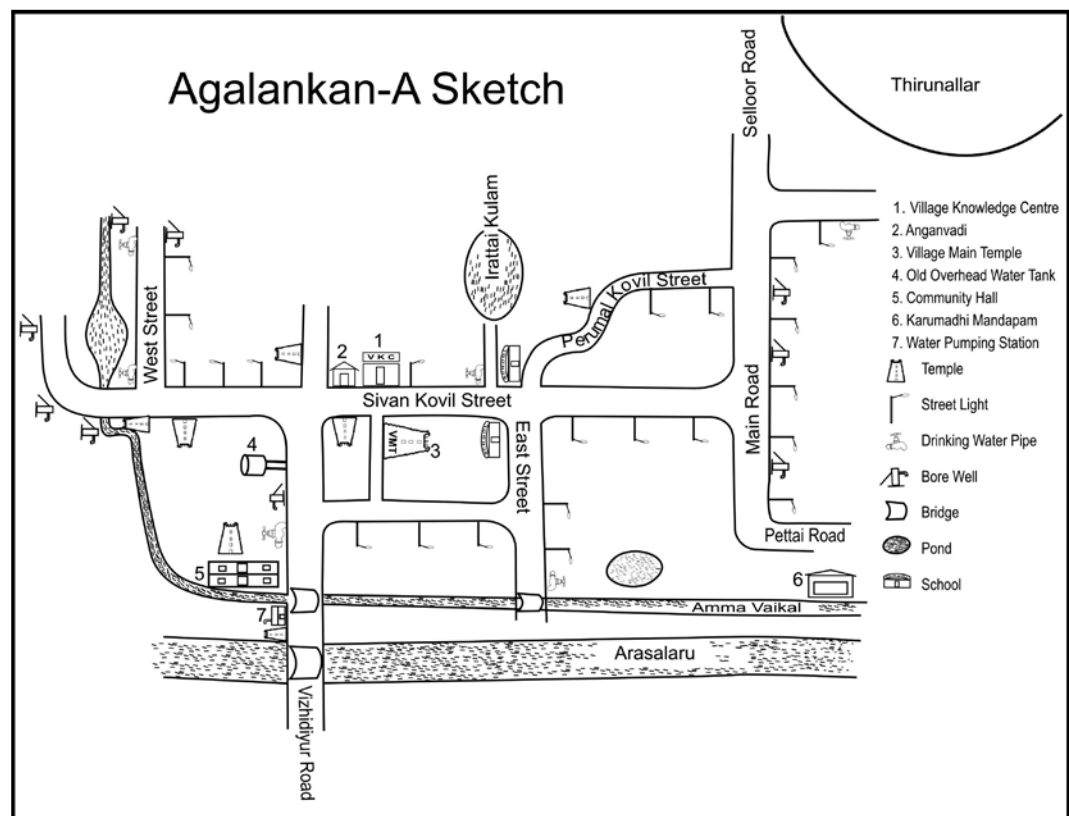 Agalankan-A Sketch
Thirunallar
Selloor Road
Irattai Kulam
West Street
Perumal Kovil Street
Main Road
1
2
VKC
Sivan Kovil Street
VMT
3
4
East Street
Pettai Road
5
6
7
Amma Vaikal
Arasalaru
Vizhidiyur Road
1. Village Knowledge Centre
2. Anganvadi
3. Village Main Temple
4. Old Overhead Water Tank
5. Community Hall
6. Karumadhi Mandapam
7. Water Pumping Station
Temple
Street Light
Drinking Water Pipe
Bore Well
Bridge
Pond
School